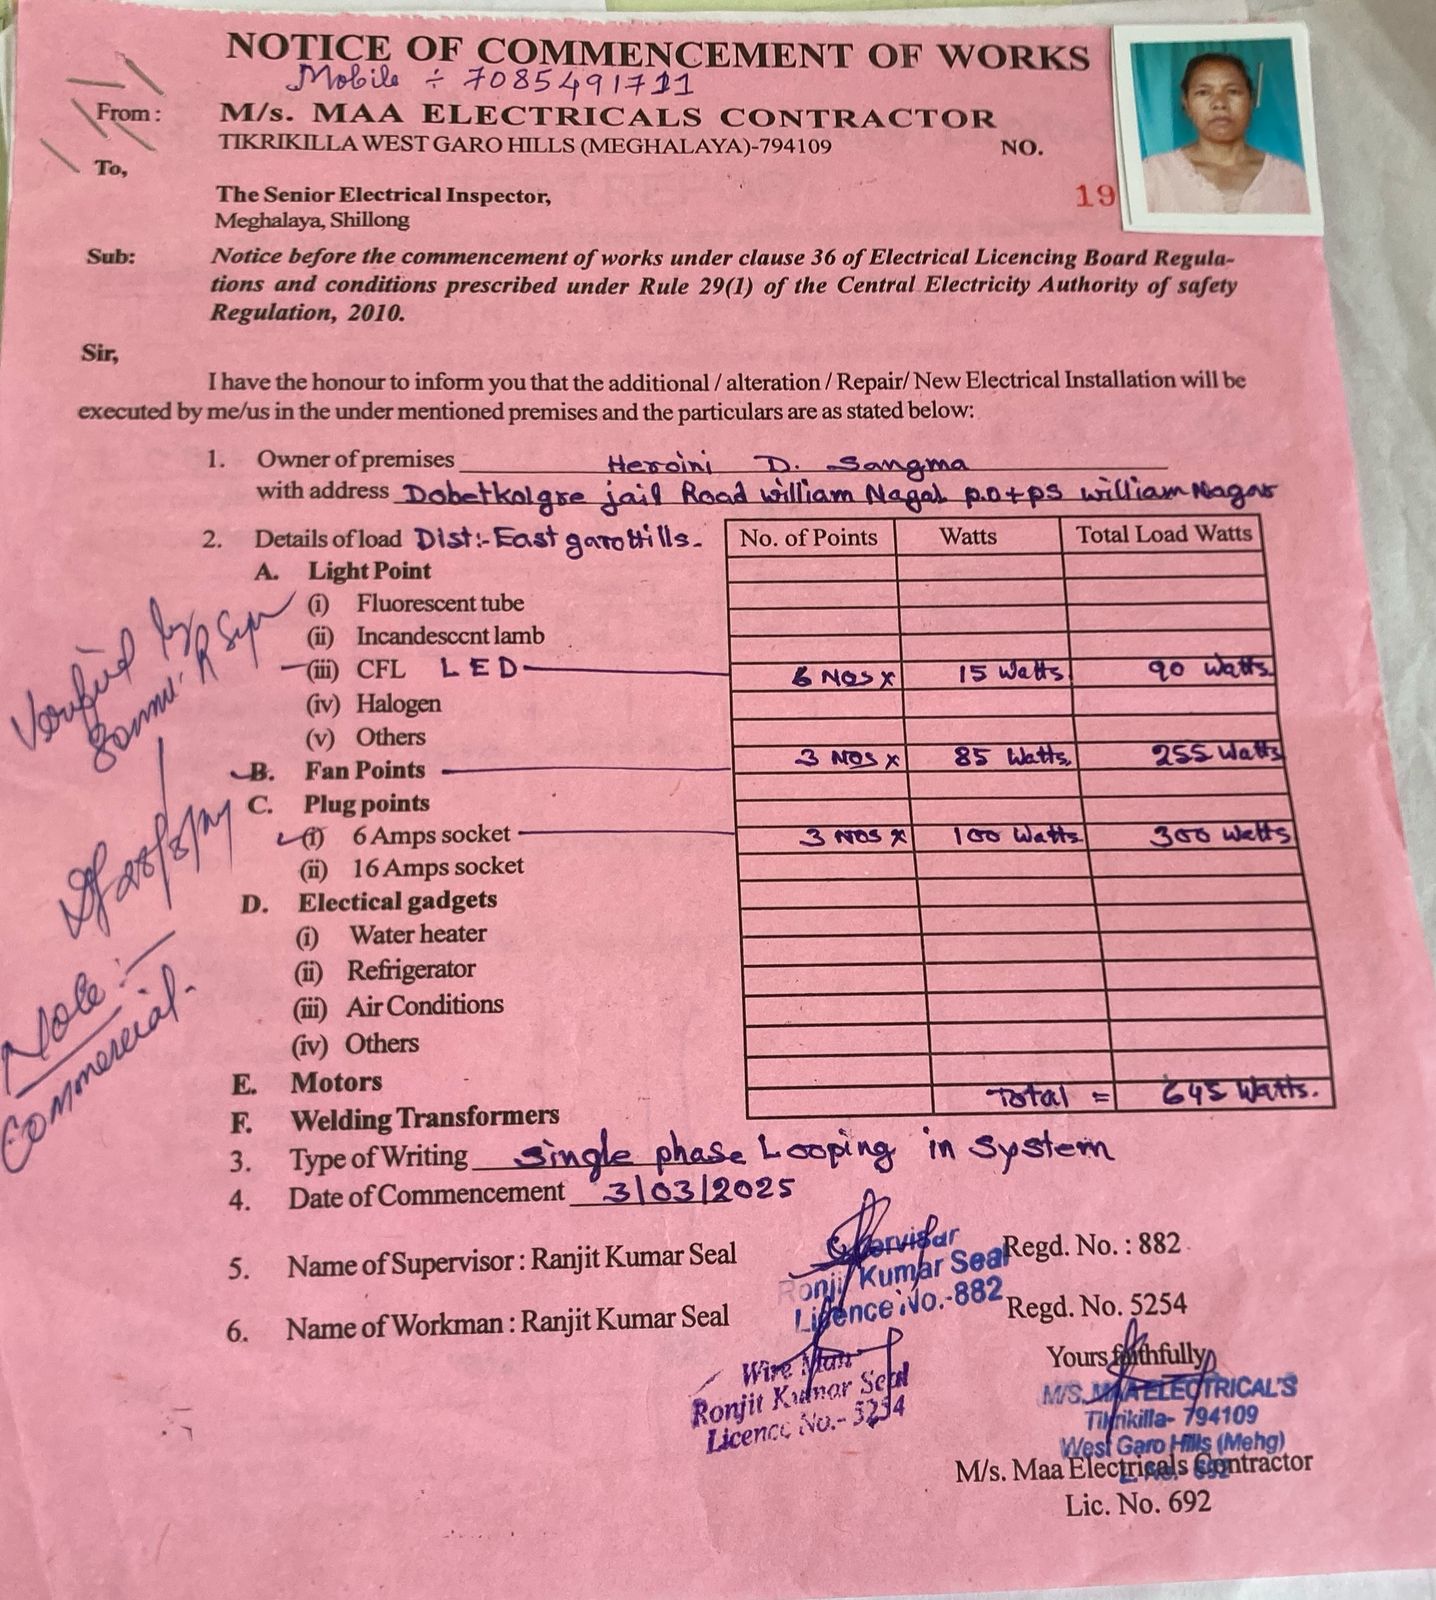 NOTICE OF COMMENCEMENT OF WORKS
Mobile ÷ 7085491711
From :
M/s. MAA ELECTRICALS CONTRACTOR
TIKRIKILLA WEST GARO HILLS (MEGHALAYA)-794109 NO.
To,
The Senior Electrical Inspector,
19
Meghalaya, Shillong
Sub: Notice before the commencement of works under clause 36 of Electrical Licencing Board Regula-
tions and conditions prescribed under Rule 29(1) of the Central Electricity Authority of safety
Regulation, 2010.
Sir,
I have the honour to inform you that the additional / alteration / Repair/ New Electrical Installation will be
executed by me/us in the under mentioned premises and the particulars are as stated below:
1. Owner of premises Heroini D. Sangma
with address Dobetkolgre jail Road william Nagar p.o+ps william Nagar
2. Details of load Dist:- East garo Hills. No. of Points Watts Total Load Watts
A. Light Point
(i) Fluorescent tube
(ii) Incandescent lamb
(iii) CFL LED 6 NOS x 15 Watts 90 Watts
(iv) Halogen
(v) Others
B. Fan Points 3 NOS x 85 Watts, 255 Watts
C. Plug points
(i) 6 Amps socket 3 NOS x 100 Watts 300 Watts
(ii) 16 Amps socket
D. Electical gadgets
(i) Water heater
(ii) Refrigerator
(iii) Air Conditions
(iv) Others
E. Motors
Total = 645 Watts.
F. Welding Transformers
3. Type of Writing Single phase Looping in System
4. Date of Commencement 3/03/2025
5. Name of Supervisor : Ranjit Kumar Seal Regd. No. : 882
Ronjit Kumar Seal
Licence No.-882
6. Name of Workman : Ranjit Kumar Seal Regd. No. 5254
Wire Man
Ronjit Kumar Seal
Licence No.- 5254
Yours faithfully
M/S. MAA ELECTRICAL'S
Tikrikilla- 794109
West Garo Hills (Mehg)
M/s. Maa Electricals Contractor
Lic. No. 692
Verified by
Note :-
Commercial.